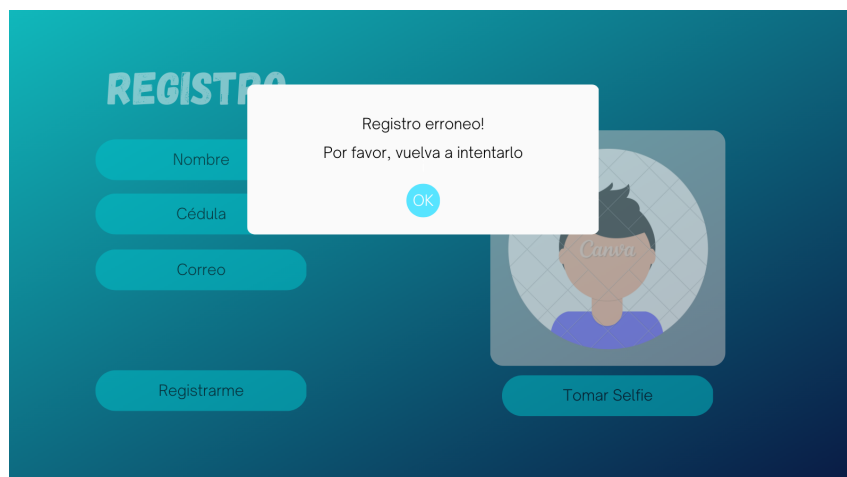 REGISTRO
Registro erroneo!
Por favor, vuelva a intentarlo
OK
Nombre
Cédula
Correo
Canva
Registrarme
Tomar Selfie